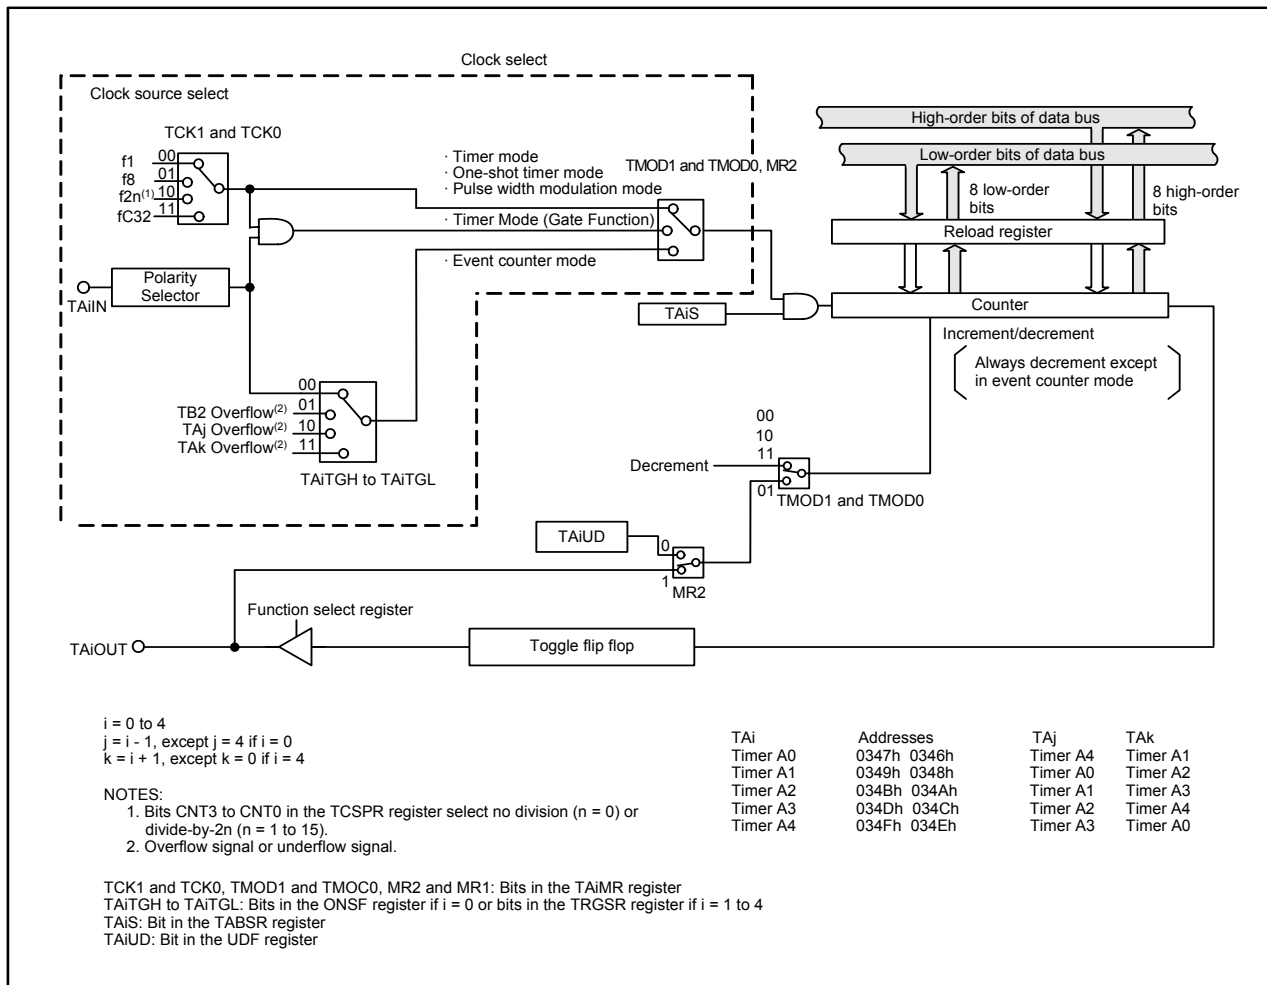 Clock select
Clock source select
TCK1 and TCK0
f1
00
f8
01
f2n(1)
10
fC32
11
· Timer mode
· One-shot timer mode
· Pulse width modulation mode
· Timer Mode (Gate Function)
· Event counter mode
TMOD1 and TMOD0, MR2
High-order bits of data bus
Low-order bits of data bus
8 low-order
bits
8 high-order
bits
Reload register
Polarity
Selector
TAiIN
TAiS
Counter
Increment/decrement
Always decrement except
in event counter mode
00
TB2 Overflow(2)
01
TAj Overflow(2)
10
TAk Overflow(2)
11
TAiTGH to TAiTGL
00
10
11
Decrement
01
TMOD1 and TMOD0
TAiUD
0
1
MR2
Function select register
TAiOUT
Toggle flip flop
i = 0 to 4
j = i - 1, except j = 4 if i = 0
k = i + 1, except k = 0 if i = 4
NOTES:
1. Bits CNT3 to CNT0 in the TCSPR register select no division (n = 0) or
divide-by-2n (n = 1 to 15).
2. Overflow signal or underflow signal.
TAi Addresses TAj TAk
Timer A0 0347h 0346h Timer A4 Timer A1
Timer A1 0349h 0348h Timer A0 Timer A2
Timer A2 034Bh 034Ah Timer A1 Timer A3
Timer A3 034Dh 034Ch Timer A2 Timer A4
Timer A4 034Fh 034Eh Timer A3 Timer A0
TCK1 and TCK0, TMOD1 and TMOC0, MR2 and MR1: Bits in the TAiMR register
TAiTGH to TAiTGL: Bits in the ONSF register if i = 0 or bits in the TRGSR register if i = 1 to 4
TAiS: Bit in the TABSR register
TAiUD: Bit in the UDF register